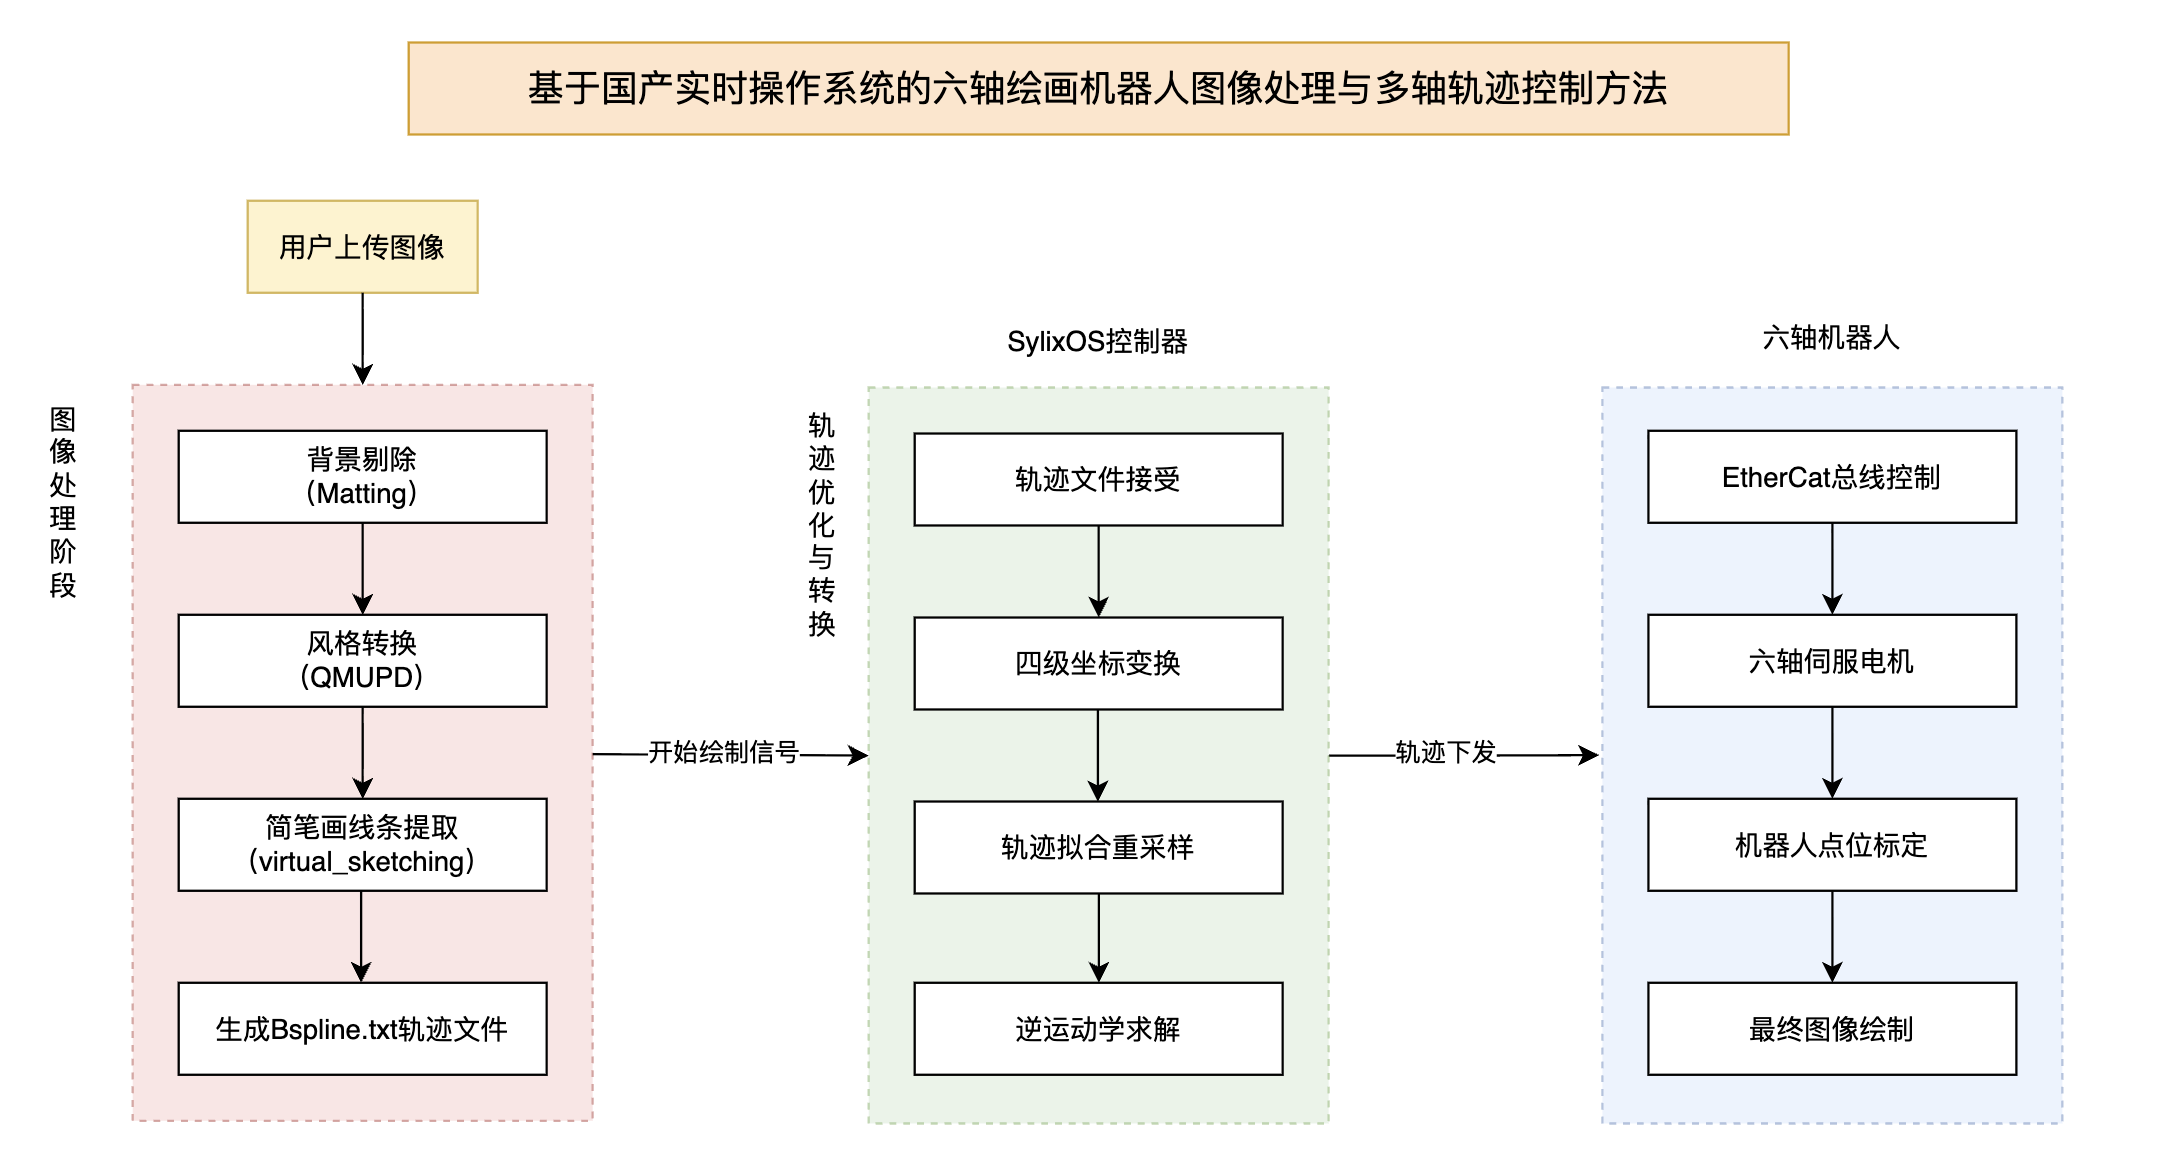 基于国产实时操作系统的六轴绘画机器人图像处理与多轴轨迹控制方法
用户上传图像
图像处理阶段
背景剔除
（Matting）
风格转换
（QMUPD）
简笔画线条提取
（virtual_sketching）
生成Bspline.txt轨迹文件
开始绘制信号
SylixOS控制器
轨迹优化与转换
轨迹文件接受
四级坐标变换
轨迹拟合重采样
逆运动学求解
轨迹下发
六轴机器人
EtherCat总线控制
六轴伺服电机
机器人点位标定
最终图像绘制